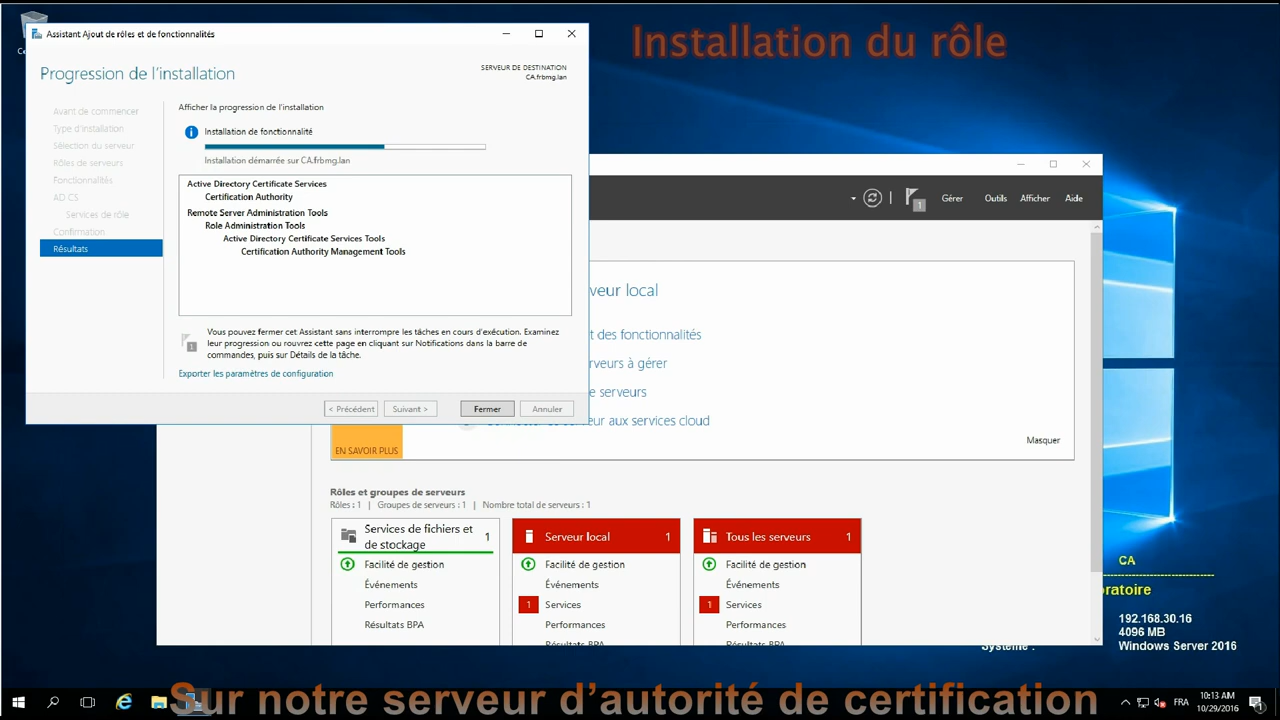 Installation du rôle
Assistant Ajout de rôles et de fonctionnalités
Progression de l'installation
SERVEUR DE DESTINATION
CA.frbmg.lan
Avant de commencer
Type d'installation
Sélection du serveur
Rôles de serveurs
Fonctionnalités
AD CS
Services de rôle
Confirmation
Résultats
Afficher la progression de l'installation
Installation de fonctionnalité
Installation démarrée sur CA.frbmg.lan
Active Directory Certificate Services
Certification Authority
Remote Server Administration Tools
Role Administration Tools
Active Directory Certificate Services Tools
Certification Authority Management Tools
1
Vous pouvez fermer cet Assistant sans interrompre les tâches en cours d'exécution. Examinez
leur progression ou rouvrez cette page en cliquant sur Notifications dans la barre de
commandes, puis sur Détails de la tâche.
Exporter les paramètres de configuration
< Précédent Suivant > Fermer Annuler
1 Gérer Outils Afficher Aide
veur local
t des fonctionnalités
rveurs à gérer
e serveurs
eur aux services cloud
EN SAVOIR PLUS
Masquer
Rôles et groupes de serveurs
Rôles : 1 | Groupes de serveurs : 1 | Nombre total de serveurs : 1
Services de fichiers et
de stockage
1
Facilité de gestion
Événements
Performances
Résultats BPA
Serveur local 1
Facilité de gestion
Événements
1 Services
Performances
Résultats BPA
Tous les serveurs 1
Facilité de gestion
Événements
1 Services
Performances
Résultats BPA
CA
oratoire
192.168.30.16
4096 MB
Système : Windows Server 2016
Sur notre serveur d'autorité de certification
FRA
10:13 AM
10/29/2016
1